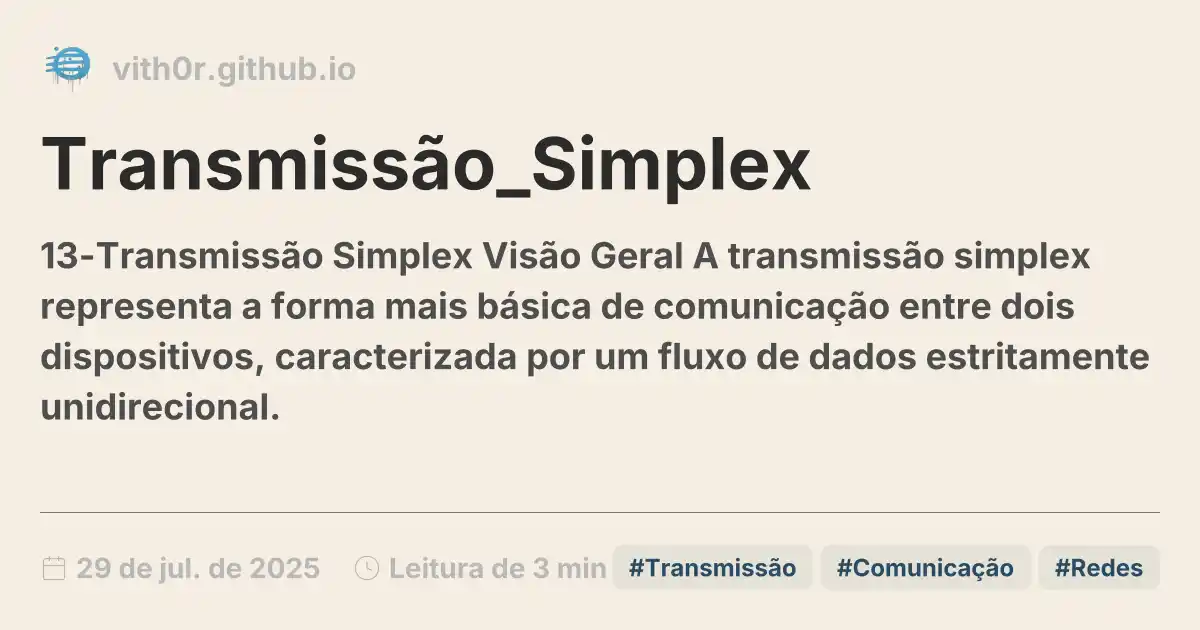 vith0r.github.io
Transmissão_Simplex
13-Transmissão Simplex Visão Geral A transmissão simplex
representa a forma mais básica de comunicação entre dois
dispositivos, caracterizada por um fluxo de dados estritamente
unidirecional.
29 de jul. de 2025 Leitura de 3 min #Transmissão #Comunicação #Redes